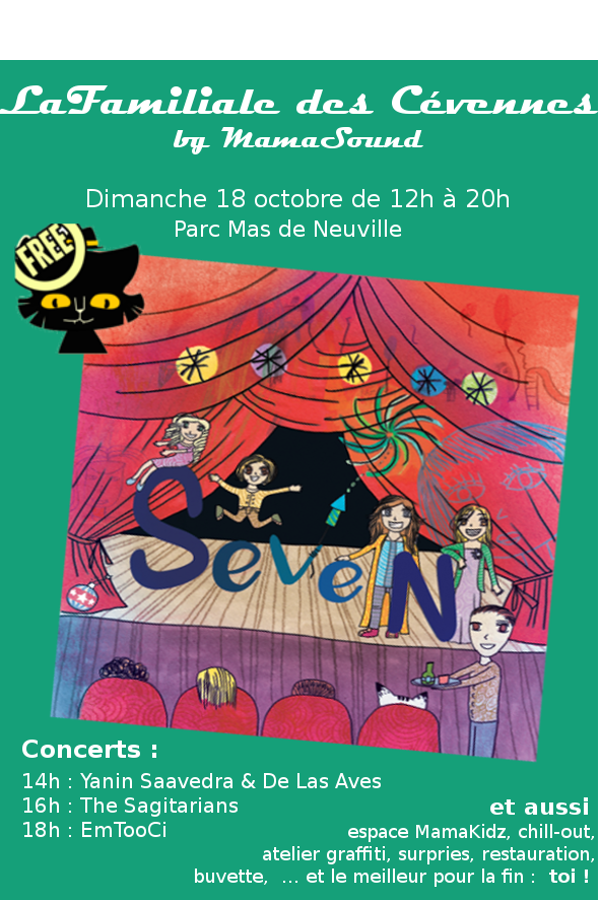 LaFamiliale des Cévennes
by MamaSound
Dimanche 18 octobre de 12h à 20h
Parc Mas de Neuville
FREE
SeveN
Concerts :
14h : Yanin Saavedra & De Las Aves
16h : The Sagitarians
18h : EmTooCi
et aussi
espace MamaKidz, chill-out,
atelier graffiti, surpries, restauration,
buvette,  ... et le meilleur pour la fin :  toi !